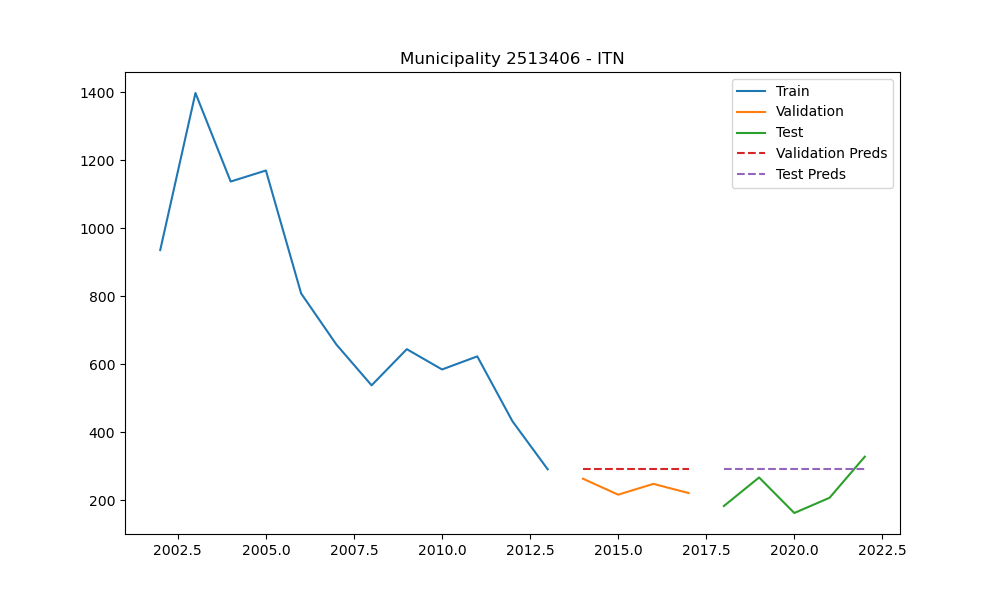 Municipality 2513406 - ITN
1400
1200
1000
800
600
400
200
2002.5 2005.0 2007.5 2010.0 2012.5 2015.0 2017.5 2020.0 2022.5
Train
Validation
Test
Validation Preds
Test Preds